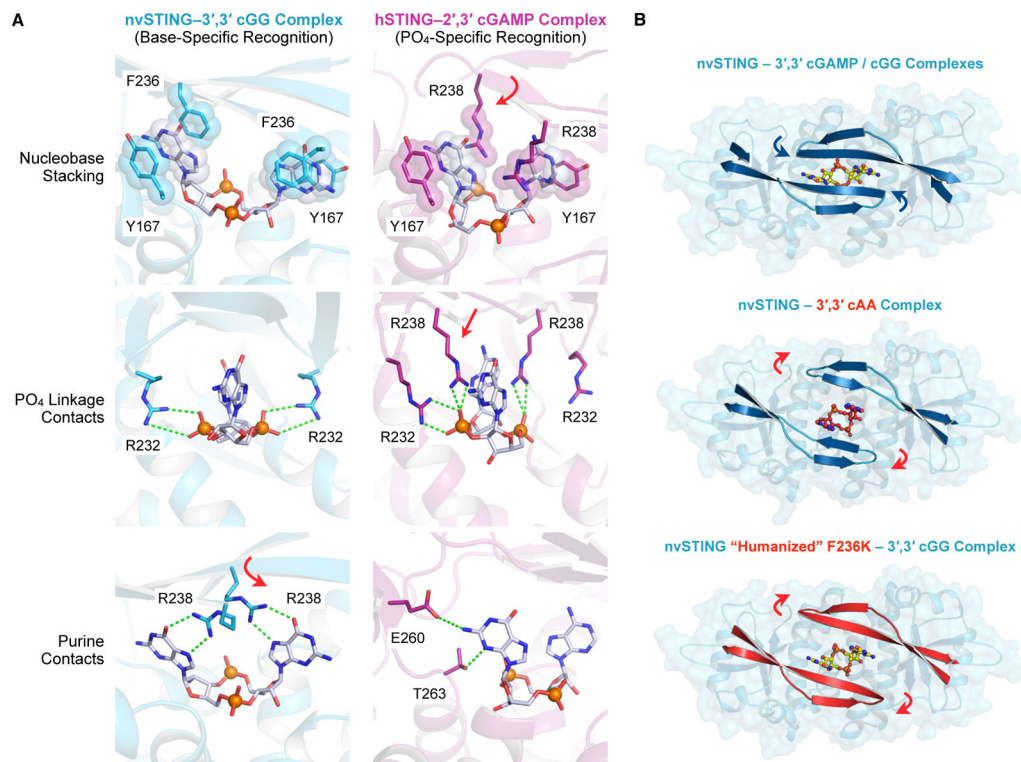 A
nvSTING–3′,3′ cGG Complex
(Base-Specific Recognition)
hSTING–2′,3′ cGAMP Complex
(PO₄-Specific Recognition)
Nucleobase
Stacking
F236
F236
Y167
Y167
R238
R238
Y167
Y167
PO₄ Linkage
Contacts
R232
R232
R238
R238
R232
R232
Purine
Contacts
R238
R238
E260
T263
B
nvSTING – 3′,3′ cGAMP / cGG Complexes
nvSTING – 3′,3′ cAA Complex
nvSTING "Humanized" F236K – 3′,3′ cGG Complex